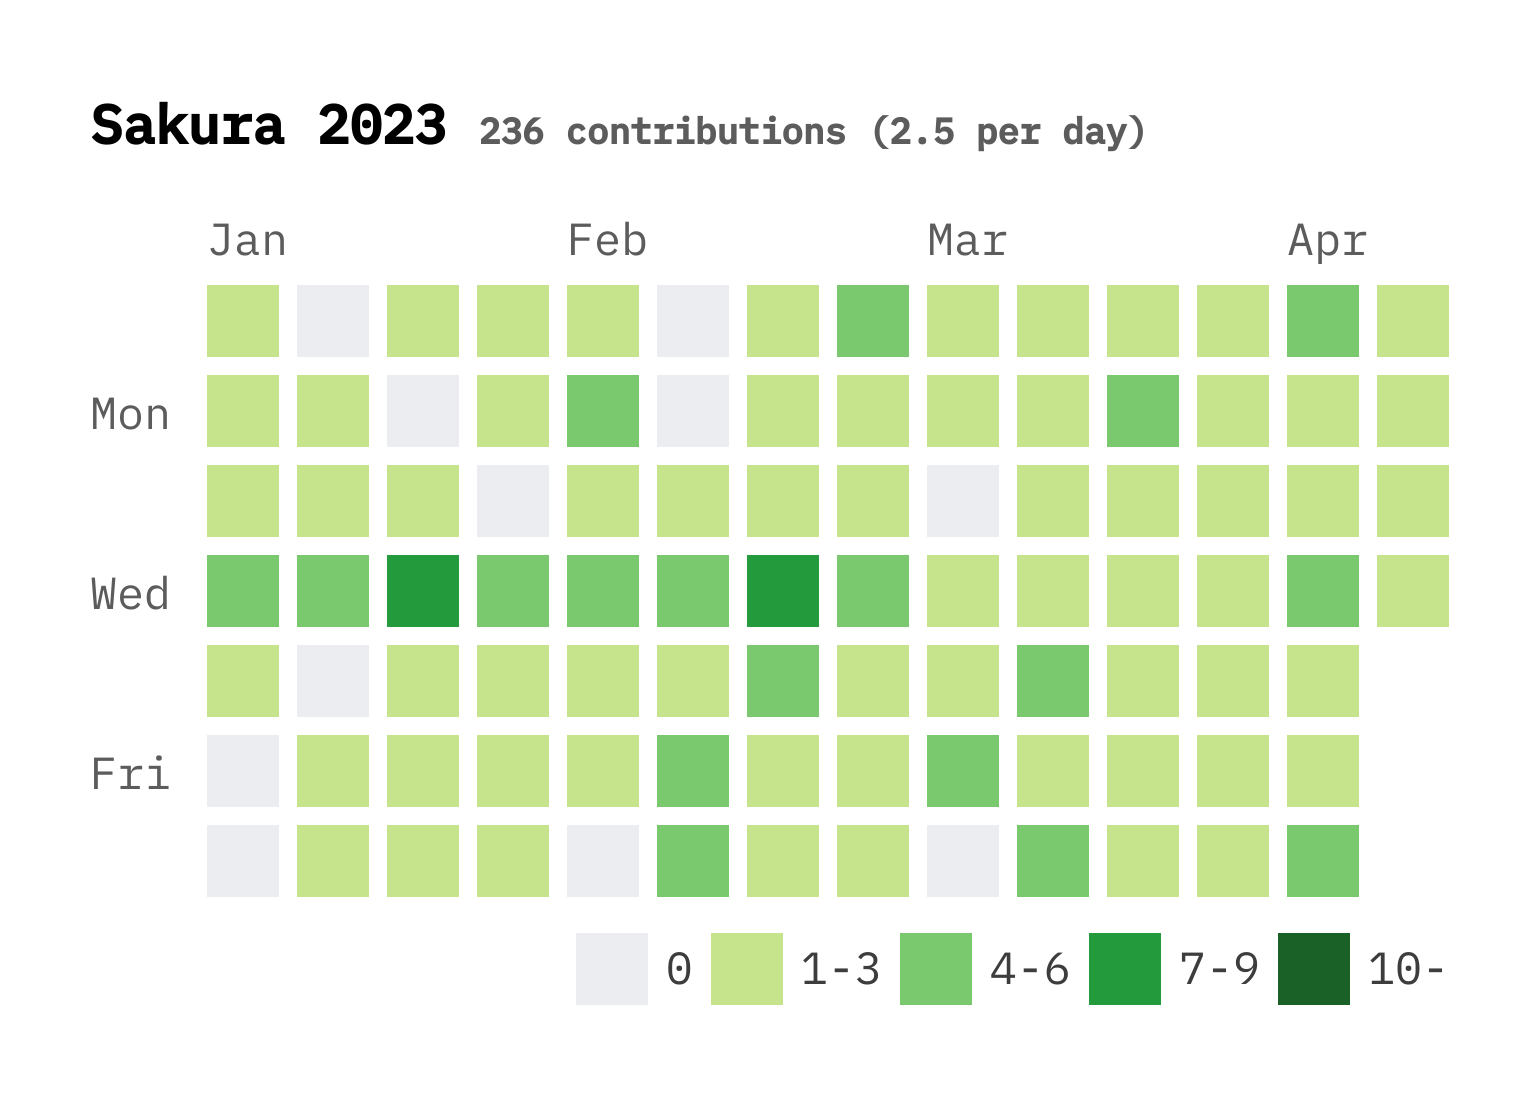 Sakura 2023 236 contributions (2.5 per day)
Jan Feb Mar Apr
Mon
Wed
Fri
0 1-3 4-6 7-9 10-